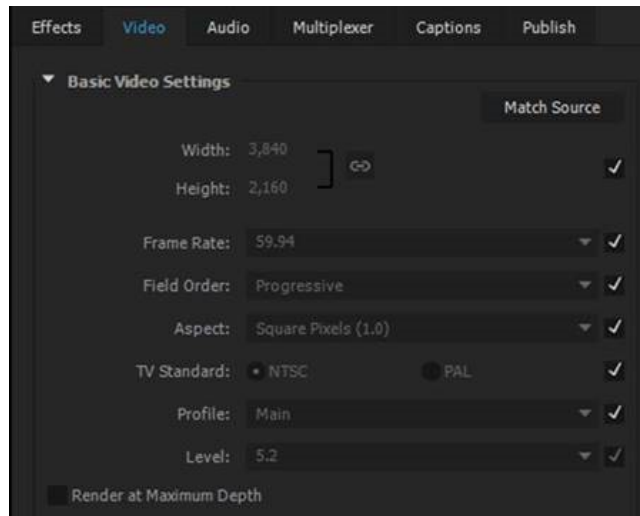 Effects Video Audio Multiplexer Captions Publish
Basic Video Settings
Match Source
Width: 3,840
Height: 2,160
Frame Rate: 59.94
Field Order: Progressive
Aspect: Square Pixels (1.0)
TV Standard: NTSC PAL
Profile: Main
Level: 5.2
Render at Maximum Depth